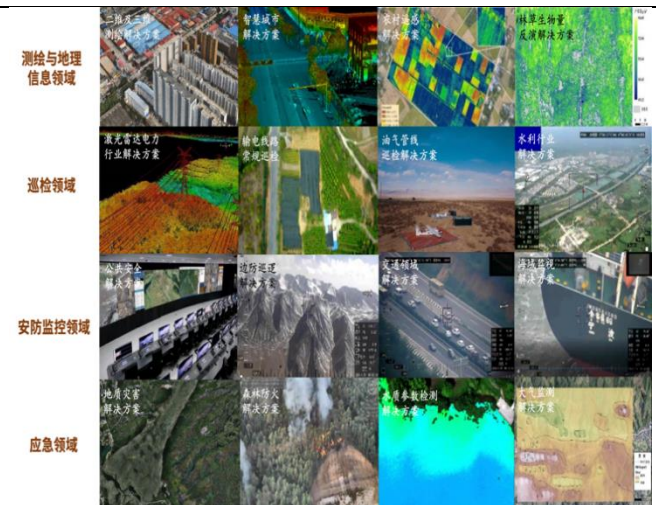 测绘与地理
信息领域
二维及三维
测绘解决方案
智慧城市
解决方案
农村遥感
解决方案
林草生物量
反演解决方案
巡检领域
激光雷达电力
行业解决方案
输电线路
常规巡检
油气管线
巡检解决方案
水利行业
解决方案
安防监控领域
公共安全
解决方案
边防巡逻
解决方案
交通领域
解决方案
海域监视
解决方案
应急领域
地质灾害
解决方案
森林防火
解决方案
水质参数检测
解决方案
大气监测
解决方案